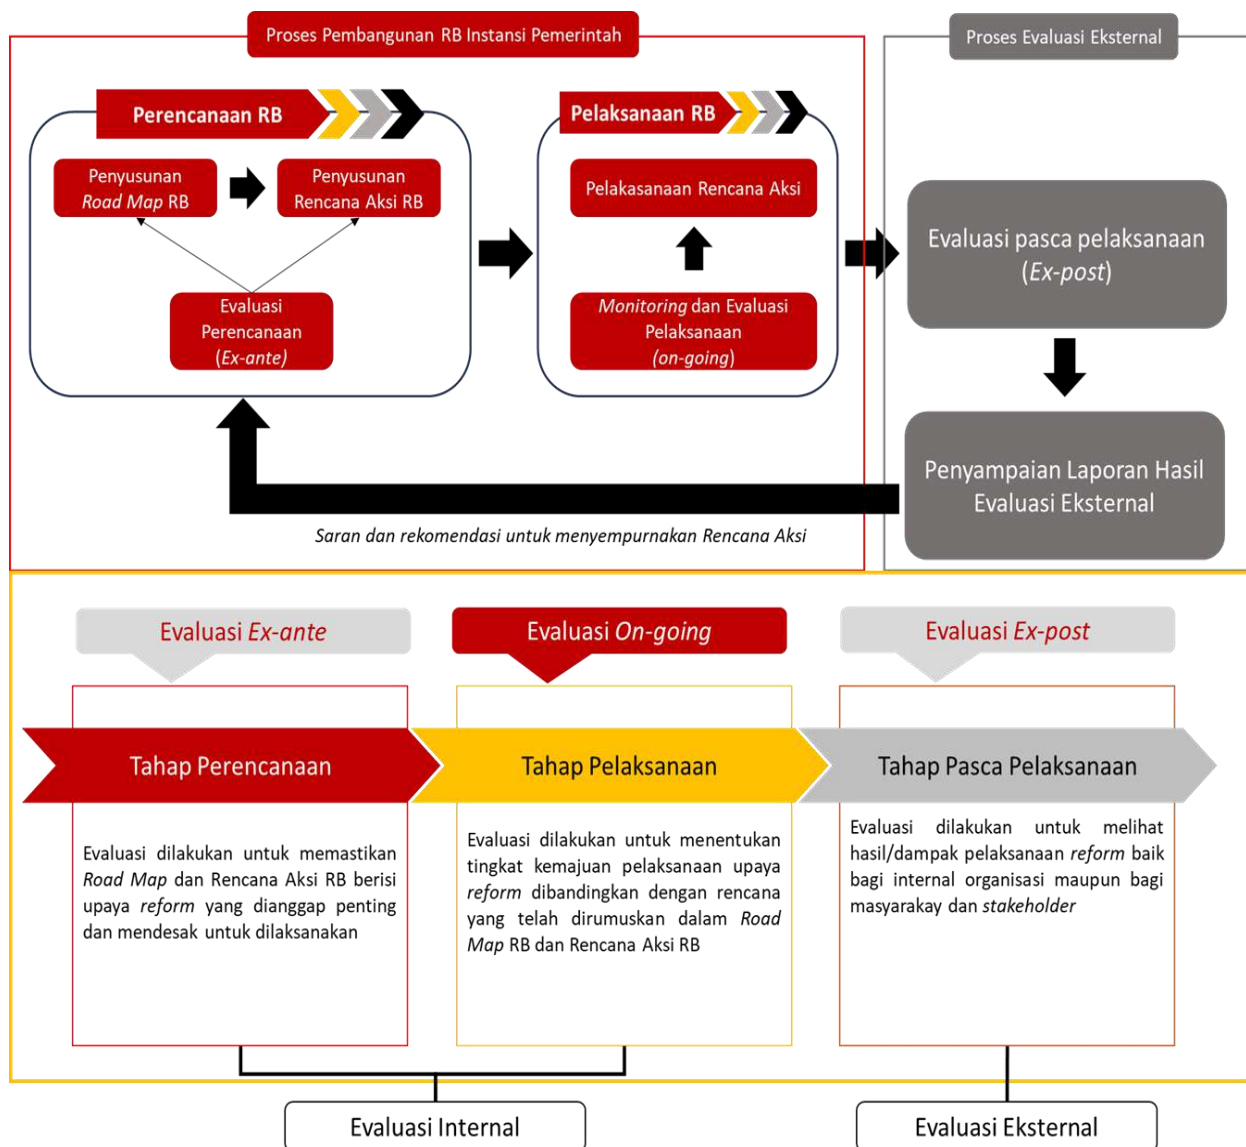 Proses Pembangunan RB Instansi Pemerintah
Proses Evaluasi Eksternal
Perencanaan RB
Pelaksanaan RB
Penyusunan
Road Map RB
Penyusunan
Rencana Aksi RB
Evaluasi
Perencanaan
(Ex-ante)
Pelakasanaan Rencana Aksi
Monitoring dan Evaluasi
Pelaksanaan
(on-going)
Evaluasi pasca pelaksanaan
(Ex-post)
Penyampaian Laporan Hasil
Evaluasi Eksternal
Saran dan rekomendasi untuk menyempurnakan Rencana Aksi
Evaluasi Ex-ante
Evaluasi On-going
Evaluasi Ex-post
Tahap Perencanaan
Tahap Pelaksanaan
Tahap Pasca Pelaksanaan
Evaluasi dilakukan untuk memastikan
Road Map dan Rencana Aksi RB berisi
upaya reform yang dianggap penting
dan mendesak untuk dilaksanakan
Evaluasi dilakukan untuk menentukan
tingkat kemajuan pelaksanaan upaya
reform dibandingkan dengan rencana
yang telah dirumuskan dalam Road
Map RB dan Rencana Aksi RB
Evaluasi dilakukan untuk melihat
hasil/dampak pelaksanaan reform baik
bagi internal organisasi maupun bagi
masyarakay dan stakeholder
Evaluasi Internal
Evaluasi Eksternal